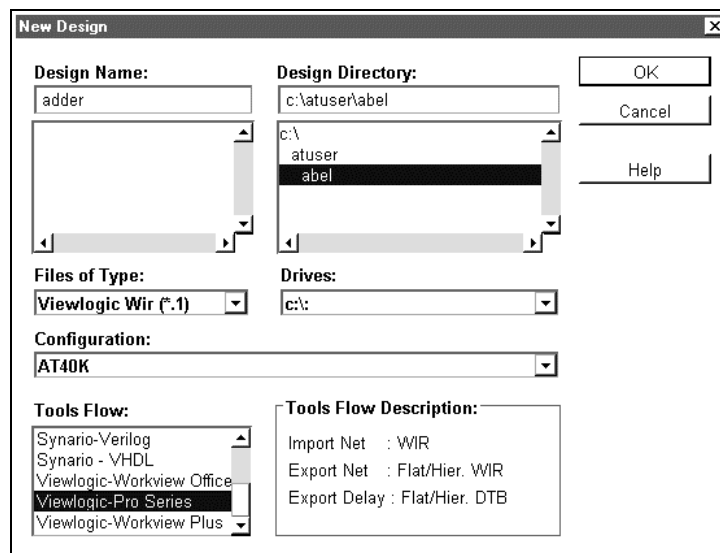 New Design
Design Name:
adder
Design Directory:
c:\atuser\abel
OK
Cancel
Help
c:\
atuser
abel
Files of Type:
Viewlogic Wir (*.1)
Drives:
c:\:
Configuration:
AT40K
Tools Flow:
Synario-Verilog
Synario - VHDL
Viewlogic-Workview Office
Viewlogic-Pro Series
Viewlogic-Workview Plus
Tools Flow Description:
Import Net : WIR
Export Net : Flat/Hier. WIR
Export Delay : Flat/Hier. DTB